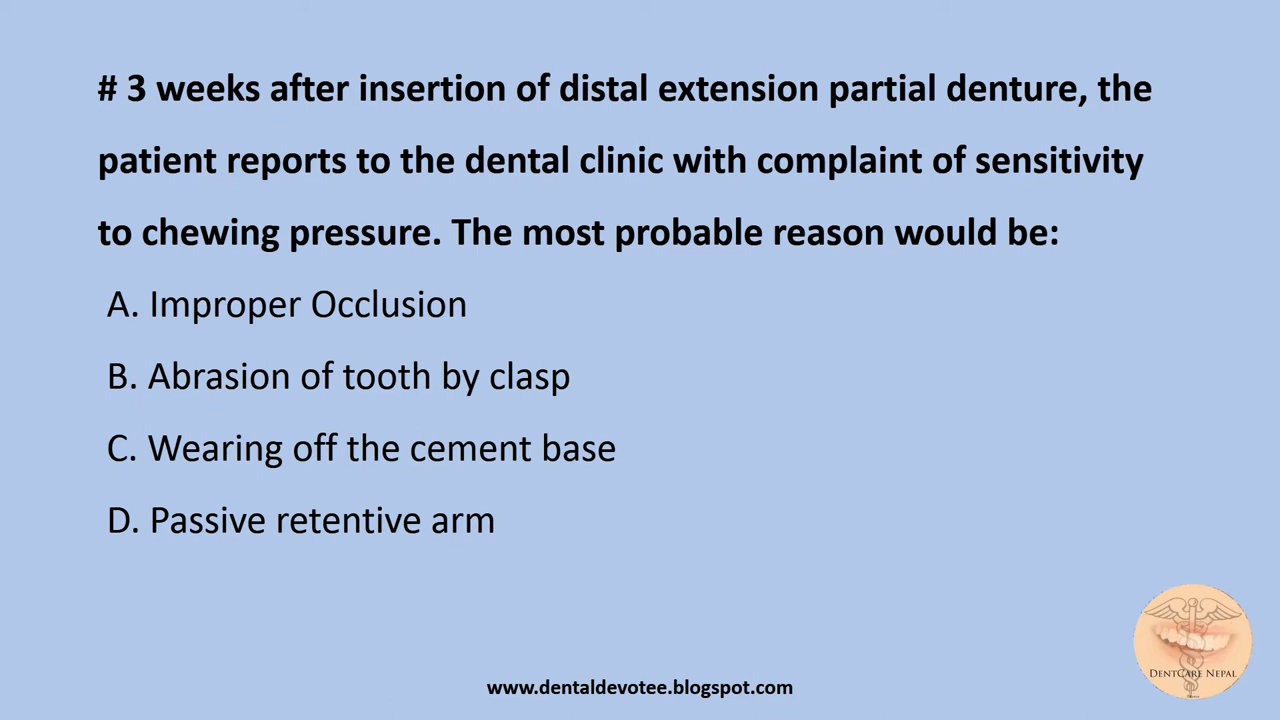 # 3 weeks after insertion of distal extension partial denture, the
patient reports to the dental clinic with complaint of sensitivity
to chewing pressure. The most probable reason would be:
A. Improper Occlusion
B. Abrasion of tooth by clasp
C. Wearing off the cement base
D. Passive retentive arm
DENTCARE NEPAL
www.dentaldevotee.blogspot.com